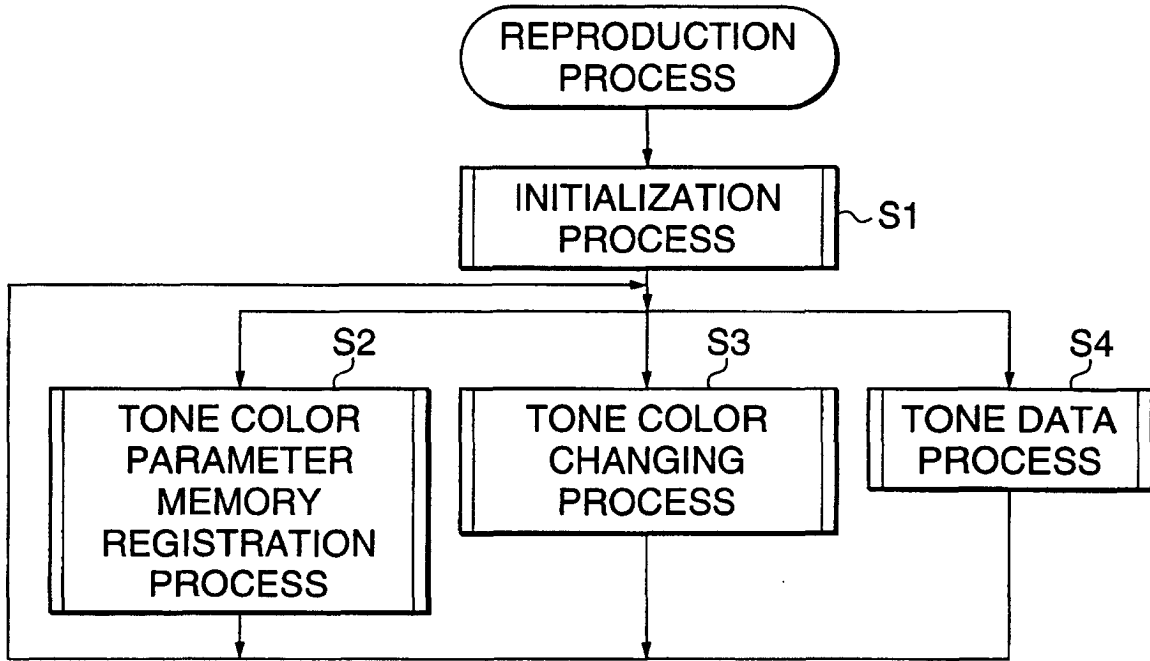 REPRODUCTION
PROCESS
INITIALIZATION
PROCESS
S1
S2
TONE COLOR
PARAMETER
MEMORY
REGISTRATION
PROCESS
S3
TONE COLOR
CHANGING
PROCESS
S4
TONE DATA
PROCESS